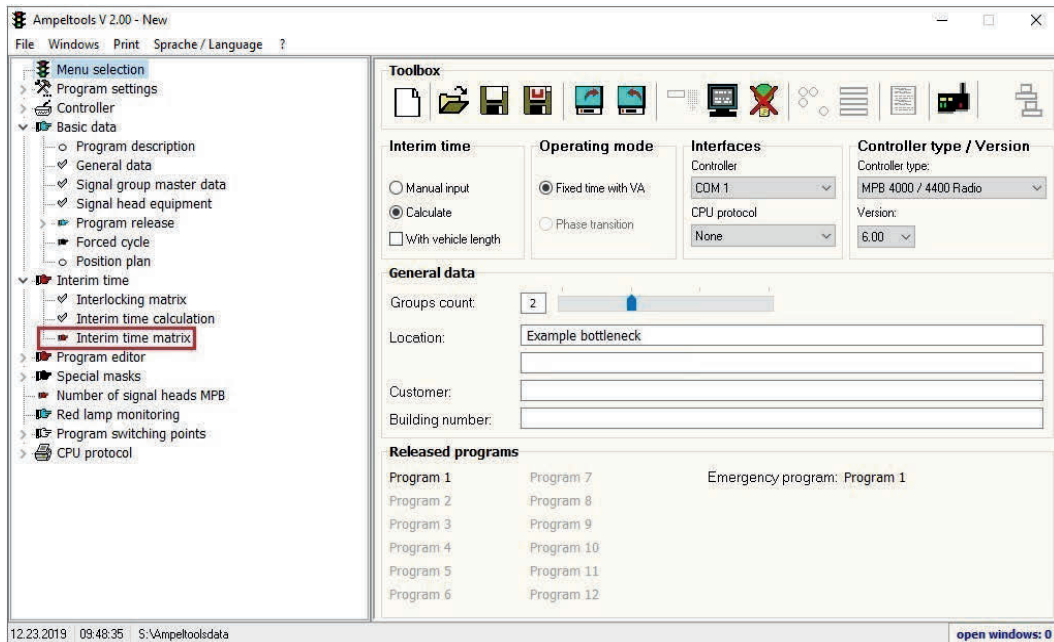 Ampeltools V 2.00 - New
File Windows Print Sprache / Language ?
Menu selection
Program settings
Controller
Basic data
Program description
General data
Signal group master data
Signal head equipment
Program release
Forced cycle
Position plan
Interim time
Interlocking matrix
Interim time calculation
Interim time matrix
Program editor
Special masks
Number of signal heads MPB
Red lamp monitoring
Program switching points
CPU protocol
Toolbox
Interim time
Manual input
Calculate
With vehicle length
Operating mode
Fixed time with VA
Phase transition
Interfaces
Controller
COM 1
CPU protocol
None
Controller type / Version
Controller type:
MPB 4000 / 4400 Radio
Version:
6.00
General data
Groups count: 2
Location: Example bottleneck
Customer:
Building number:
Released programs
Program 1 Program 7 Emergency program: Program 1
Program 2 Program 8
Program 3 Program 9
Program 4 Program 10
Program 5 Program 11
Program 6 Program 12
12.23.2019 09:48:35 S:\Ampeltoolsdata open windows: 0